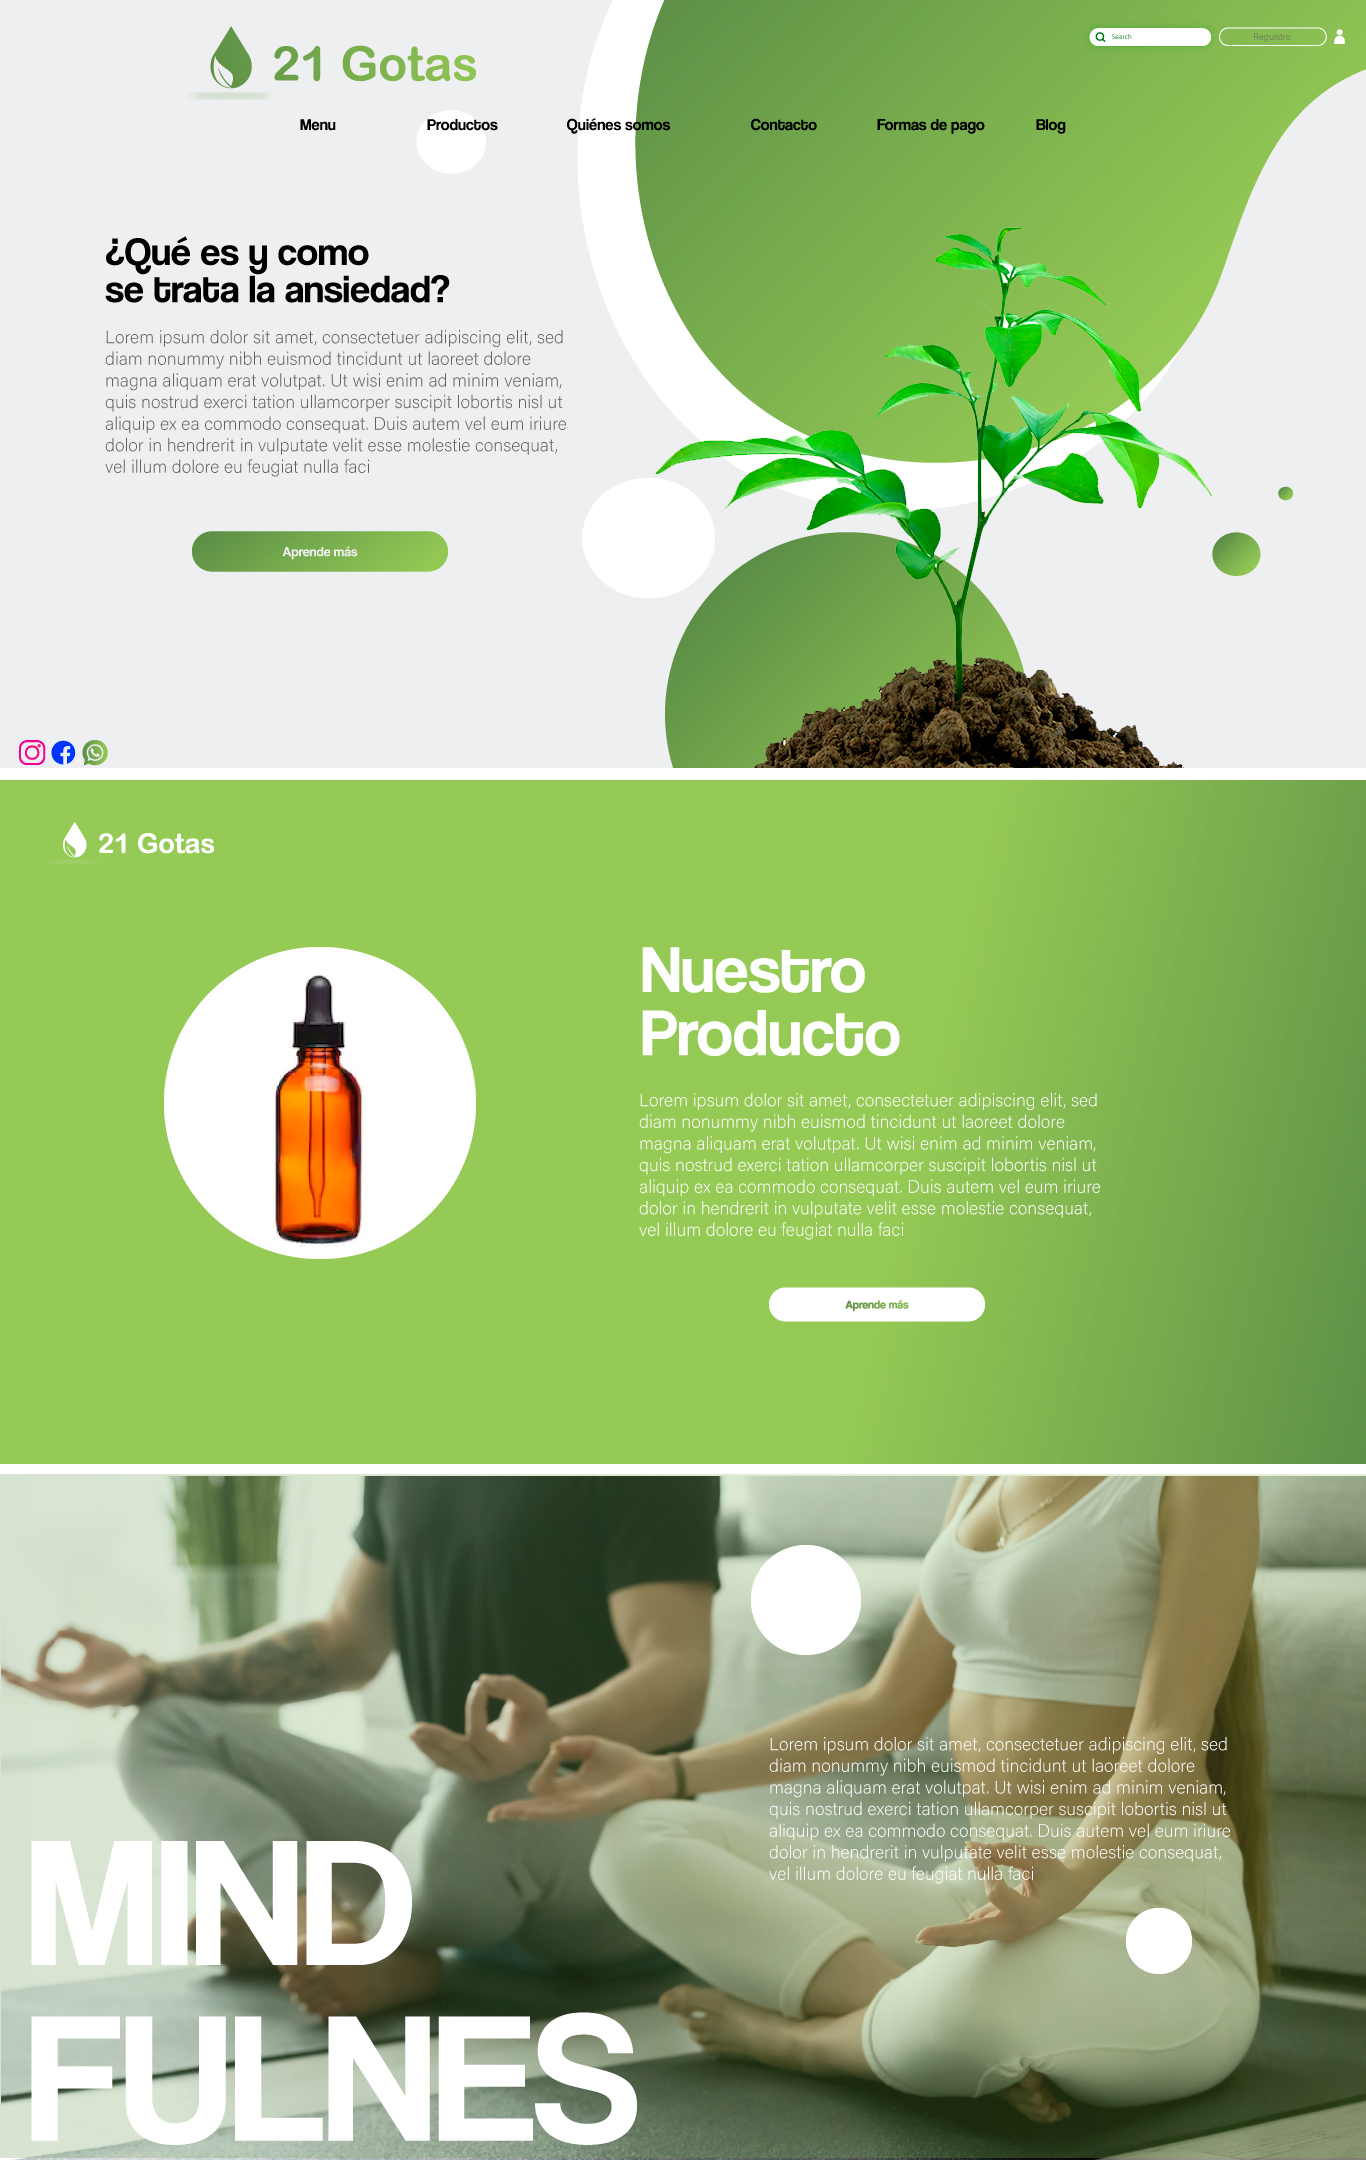 21 Gotas
Search
Reguistro
Menu Productos Quiénes somos Contacto Formas de pago Blog
¿Qué es y como
se trata la ansiedad?
Lorem ipsum dolor sit amet, consectetuer adipiscing elit, sed
diam nonummy nibh euismod tincidunt ut laoreet dolore
magna aliquam erat volutpat. Ut wisi enim ad minim veniam,
quis nostrud exerci tation ullamcorper suscipit lobortis nisl ut
aliquip ex ea commodo consequat. Duis autem vel eum iriure
dolor in hendrerit in vulputate velit esse molestie consequat,
vel illum dolore eu feugiat nulla faci
Aprende más
21 Gotas
Nuestro
Producto
Lorem ipsum dolor sit amet, consectetuer adipiscing elit, sed
diam nonummy nibh euismod tincidunt ut laoreet dolore
magna aliquam erat volutpat. Ut wisi enim ad minim veniam,
quis nostrud exerci tation ullamcorper suscipit lobortis nisl ut
aliquip ex ea commodo consequat. Duis autem vel eum iriure
dolor in hendrerit in vulputate velit esse molestie consequat,
vel illum dolore eu feugiat nulla faci
Aprende más
Lorem ipsum dolor sit amet, consectetuer adipiscing elit, sed
diam nonummy nibh euismod tincidunt ut laoreet dolore
magna aliquam erat volutpat. Ut wisi enim ad minim veniam,
quis nostrud exerci tation ullamcorper suscipit lobortis nisl ut
aliquip ex ea commodo consequat. Duis autem vel eum iriure
dolor in hendrerit in vulputate velit esse molestie consequat,
vel illum dolore eu feugiat nulla faci
MIND
FULNES